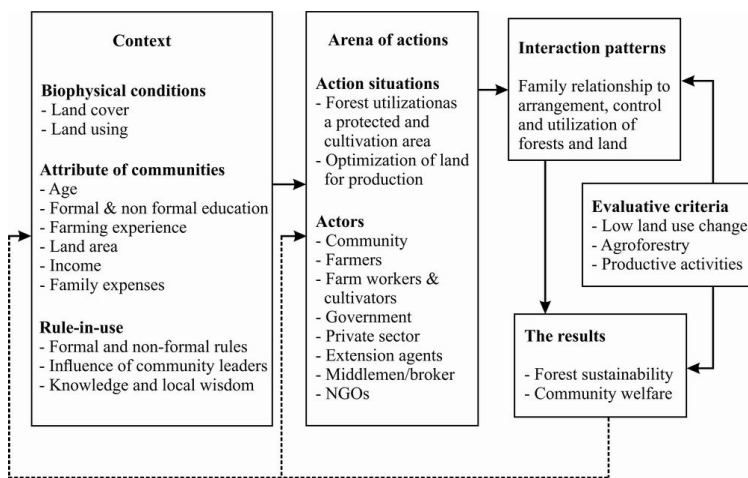 Context
Biophysical conditions
- Land cover
- Land using
Attribute of communities
- Age
- Formal & non formal education
- Farming experience
- Land area
- Income
- Family expenses
Rule-in-use
- Formal and non-formal rules
- Influence of community leaders
- Knowledge and local wisdom
Arena of actions
Action situations
- Forest utilizationas
a protected and
cultivation area
- Optimization of land
for production
Actors
- Community
- Farmers
- Farm workers &
cultivators
- Government
- Private sector
- Extension agents
- Middlemen/broker
- NGOs
Interaction patterns
Family relationship to
arrangement, control
and utilization of
forests and land
Evaluative criteria
- Low land use change
- Agroforestry
- Productive activities
The results
- Forest sustainability
- Community welfare